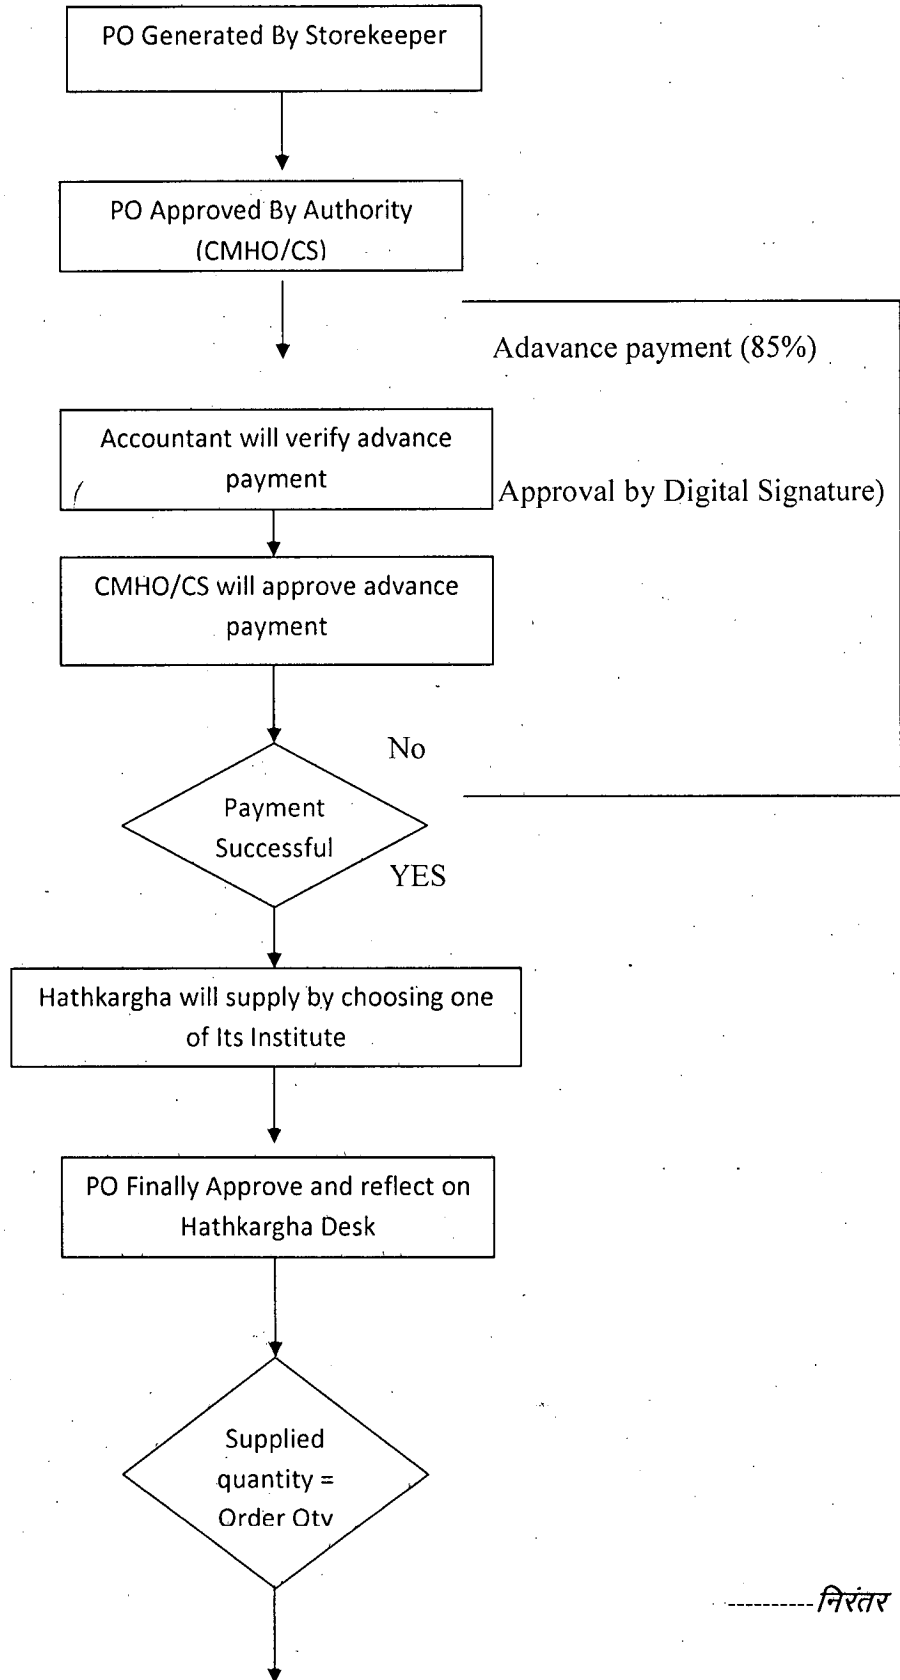 PO Generated By Storekeeper
PO Approved By Authority
(CMHO/CS)
Adavance payment (85%)
Accountant will verify advance
payment
( Approval by Digital Signature)
CMHO/CS will approve advance
payment
No
Payment
Successful
YES
Hathkargha will supply by choosing one
of Its Institute
PO Finally Approve and reflect on
Hathkargha Desk
Supplied
quantity =
Order Qty
----------निरंतर